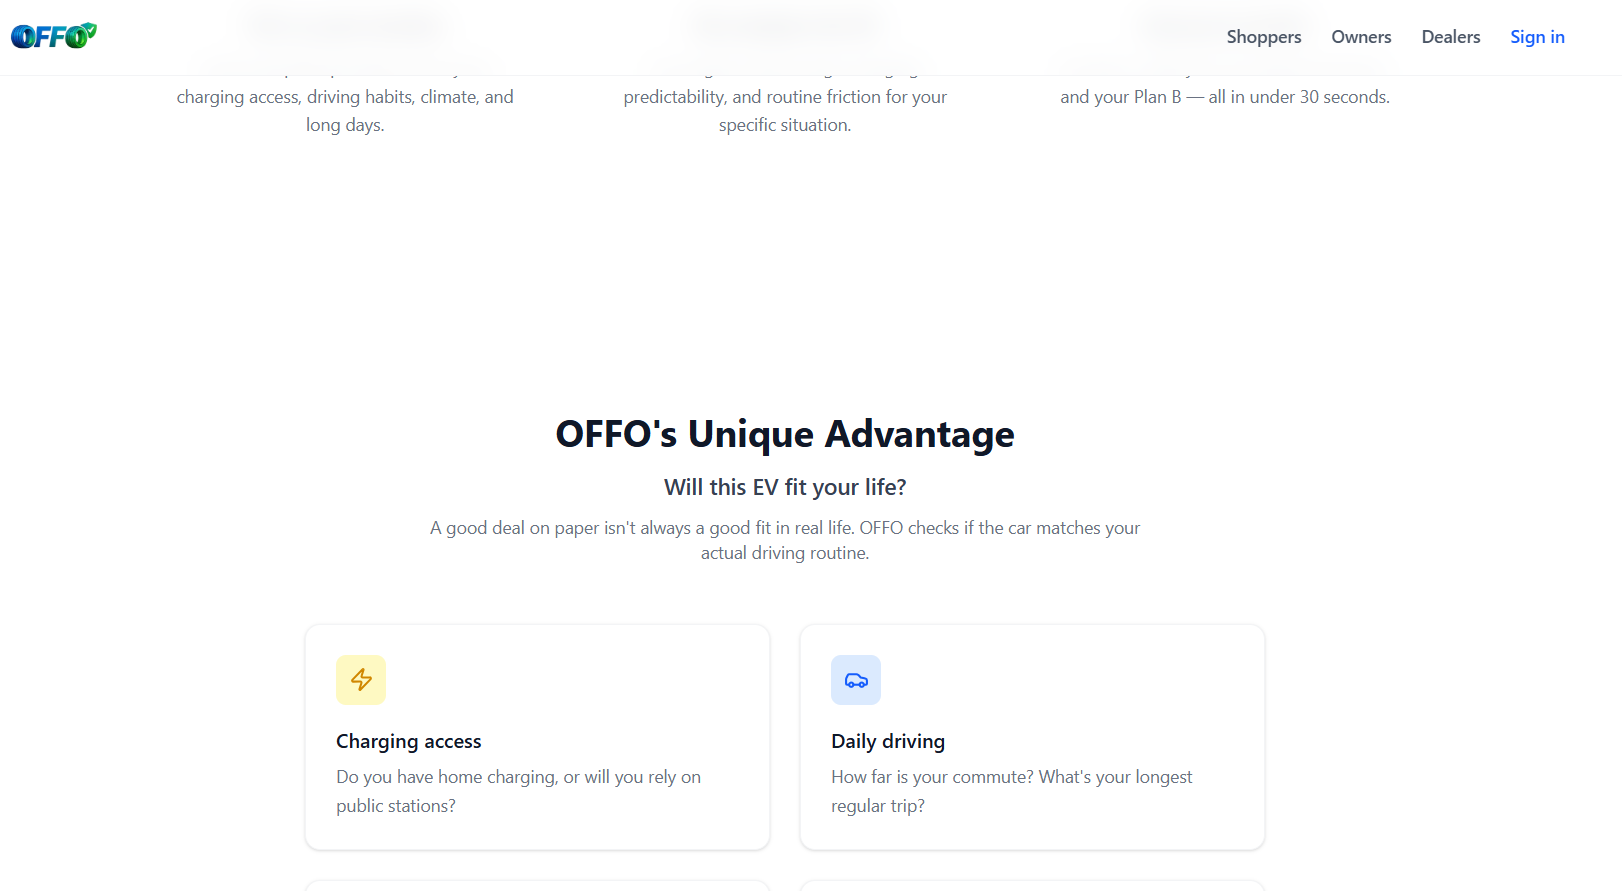 OFFO
Shoppers Owners Dealers Sign in
charging access, driving habits, climate, and
long days.
predictability, and routine friction for your
specific situation.
and your Plan B — all in under 30 seconds.
OFFO's Unique Advantage
Will this EV fit your life?
A good deal on paper isn't always a good fit in real life. OFFO checks if the car matches your
actual driving routine.
Charging access
Do you have home charging, or will you rely on
public stations?
Daily driving
How far is your commute? What's your longest
regular trip?